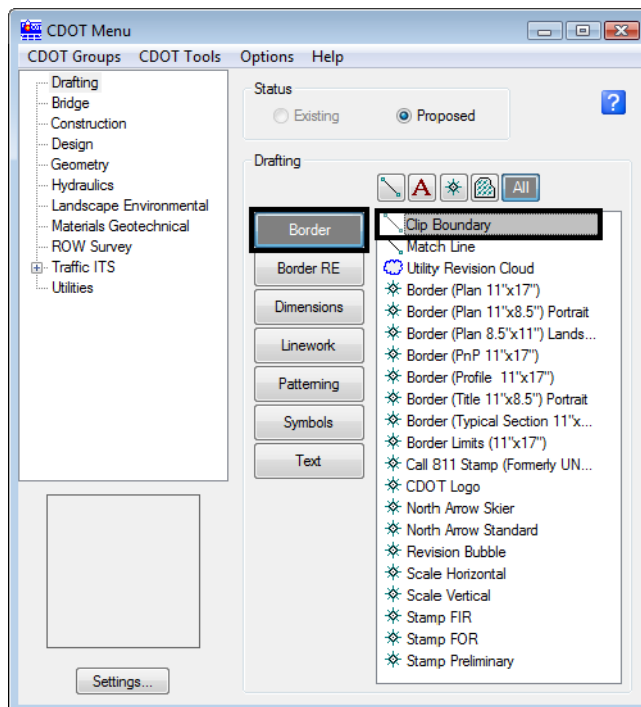 CDOT Menu
CDOT Groups CDOT Tools Options Help
Drafting
Bridge
Construction
Design
Geometry
Hydraulics
Landscape Environmental
Materials Geotechnical
ROW Survey
Traffic ITS
Utilities
Settings...
Status
Existing
Proposed
?
Drafting
A
All
Border
Border RE
Dimensions
Linework
Patterning
Symbols
Text
Clip Boundary
Match Line
Utility Revision Cloud
Border (Plan 11"x17")
Border (Plan 11"x8.5") Portrait
Border (Plan 8.5"x11") Lands...
Border (PnP 11"x17")
Border (Profile 11"x17")
Border (Title 11"x8.5") Portrait
Border (Typical Section 11"x...
Border Limits (11"x17")
Call 811 Stamp (Formerly UN...
CDOT Logo
North Arrow Skier
North Arrow Standard
Revision Bubble
Scale Horizontal
Scale Vertical
Stamp FIR
Stamp FOR
Stamp Preliminary